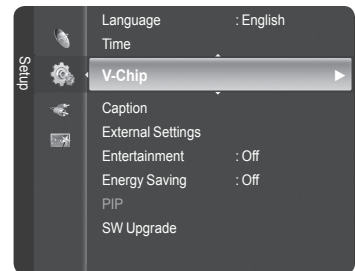 Setup
Language : English
Time
V-Chip
Caption
External Settings
Entertainment : Off
Energy Saving : Off
PIP
SW Upgrade